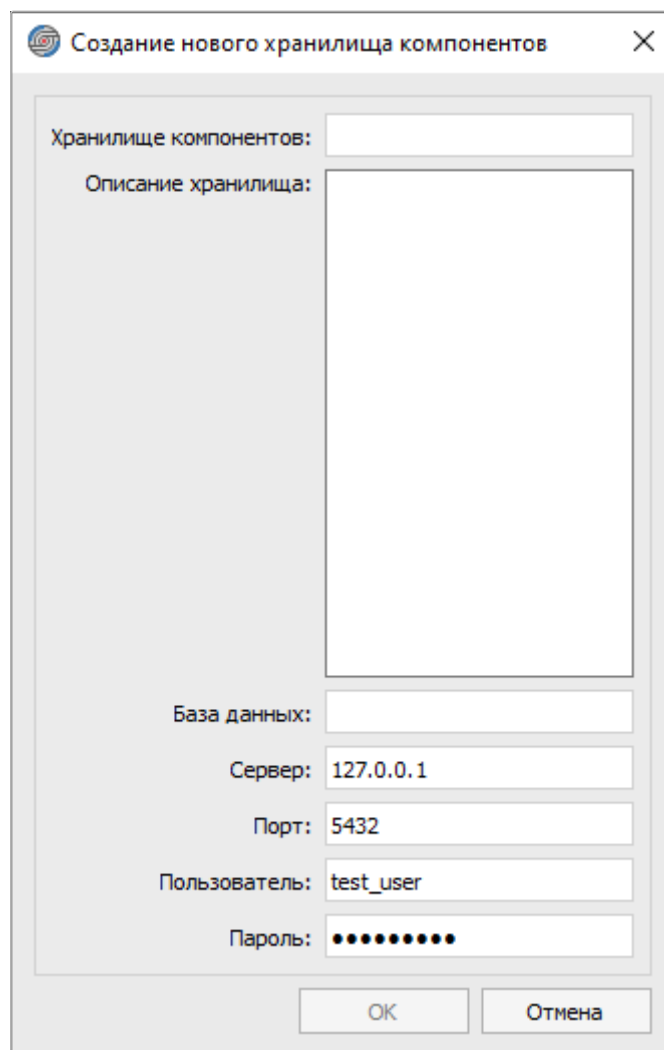 Создание нового хранилища компонентов
Хранилище компонентов:
Описание хранилища:
База данных:
Сервер: 127.0.0.1
Порт: 5432
Пользователь: test_user
Пароль: •••••••••
OK Отмена